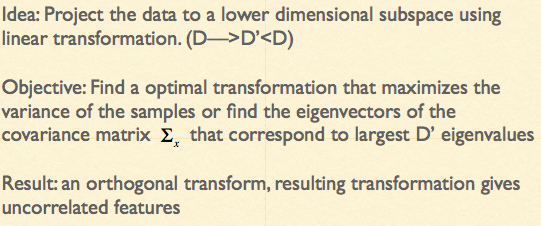 Idea: Project the data to a lower dimensional subspace using
linear transformation. (D—>D'<D)
Objective: Find a optimal transformation that maximizes the
variance of the samples or find the eigenvectors of the
covariance matrix Σₓ that correspond to largest D' eigenvalues
Result: an orthogonal transform, resulting transformation gives
uncorrelated features